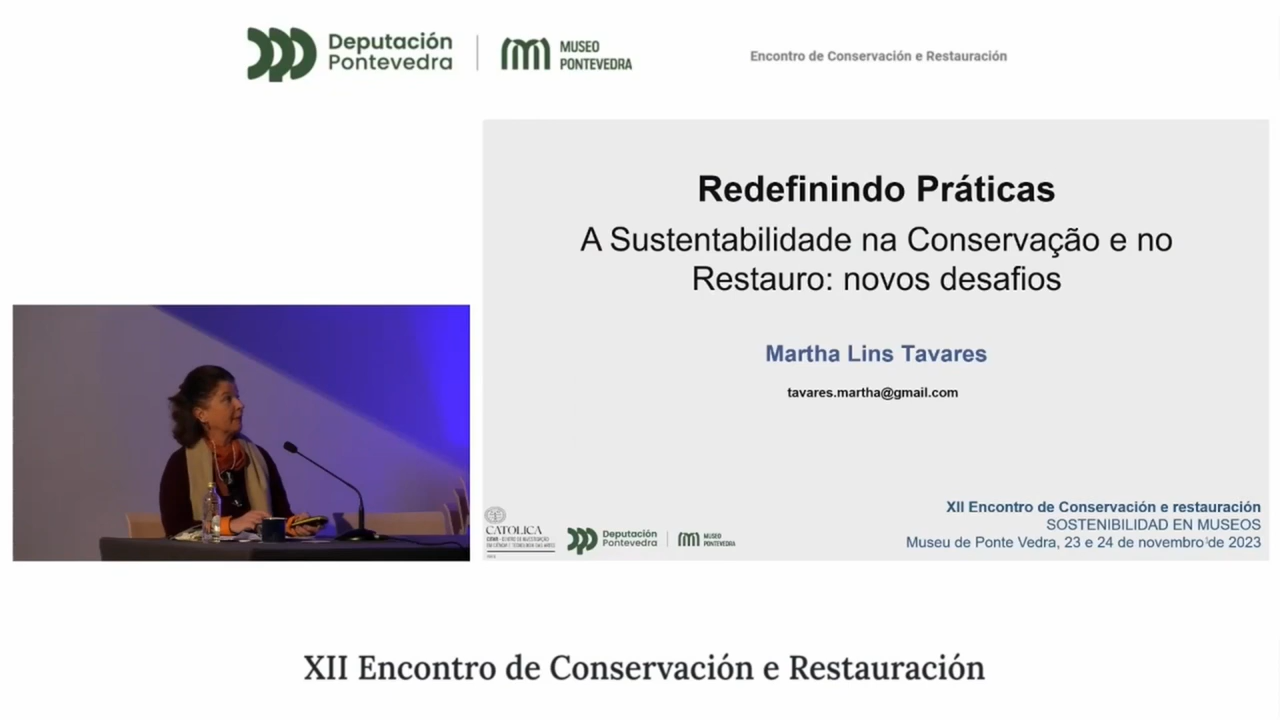 Deputación
Pontevedra
MUSEO
PONTEVEDRA
Encontro de Conservación e Restauración
Redefinindo Práticas
A Sustentabilidade na Conservação e no
Restauro: novos desafios
Martha Lins Tavares
tavares.martha@gmail.com
XII Encontro de Conservación e restauración
SOSTENIBILIDAD EN MUSEOS
Museu de Ponte Vedra, 23 e 24 de novembro de 2023
CATOLICA
Deputación
Pontevedra
MUSEO
PONTEVEDRA
XII Encontro de Conservación e Restauración